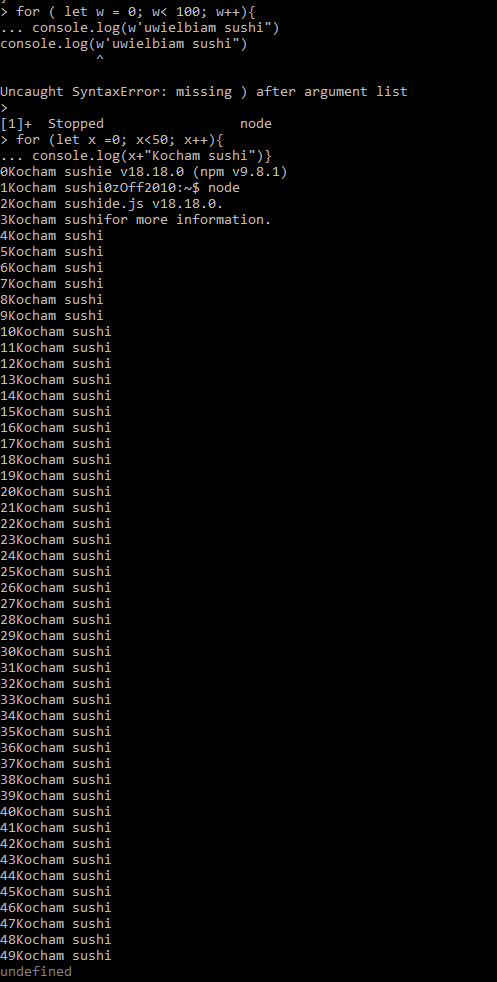 > for ( let w = 0; w< 100; w++){
... console.log(w'uwielbiam sushi")
console.log(w'uwielbiam sushi")
^
Uncaught SyntaxError: missing ) after argument list
>
[1]+  Stopped                 node
> for (let x =0; x<50; x++){
... console.log(x+"Kocham sushi")}
0Kocham sushie v18.18.0 (npm v9.8.1)
1Kocham sushi0zOff2010:~$ node
2Kocham sushide.js v18.18.0.
3Kocham sushifor more information.
4Kocham sushi
5Kocham sushi
6Kocham sushi
7Kocham sushi
8Kocham sushi
9Kocham sushi
10Kocham sushi
11Kocham sushi
12Kocham sushi
13Kocham sushi
14Kocham sushi
15Kocham sushi
16Kocham sushi
17Kocham sushi
18Kocham sushi
19Kocham sushi
20Kocham sushi
21Kocham sushi
22Kocham sushi
23Kocham sushi
24Kocham sushi
25Kocham sushi
26Kocham sushi
27Kocham sushi
28Kocham sushi
29Kocham sushi
30Kocham sushi
31Kocham sushi
32Kocham sushi
33Kocham sushi
34Kocham sushi
35Kocham sushi
36Kocham sushi
37Kocham sushi
38Kocham sushi
39Kocham sushi
40Kocham sushi
41Kocham sushi
42Kocham sushi
43Kocham sushi
44Kocham sushi
45Kocham sushi
46Kocham sushi
47Kocham sushi
48Kocham sushi
49Kocham sushi
undefined